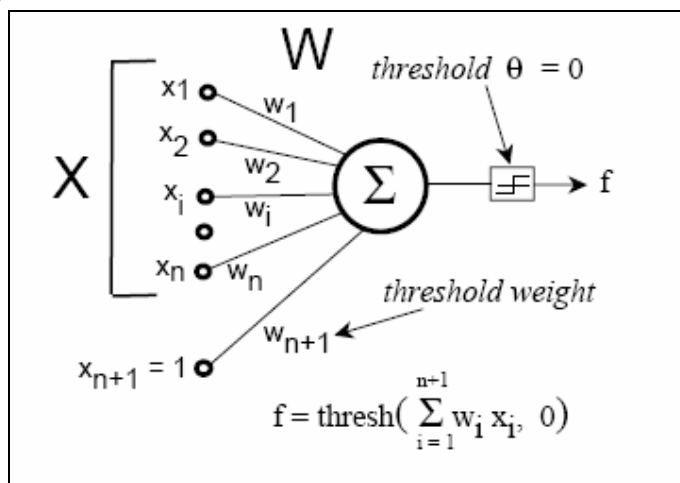 W
threshold θ = 0
X
x1
w1
x2
w2
xi
wi
xn
wn
Σ
f
threshold weight
wn+1
xn+1 = 1
n+1
f = thresh( Σ wi xi, 0)
i = 1